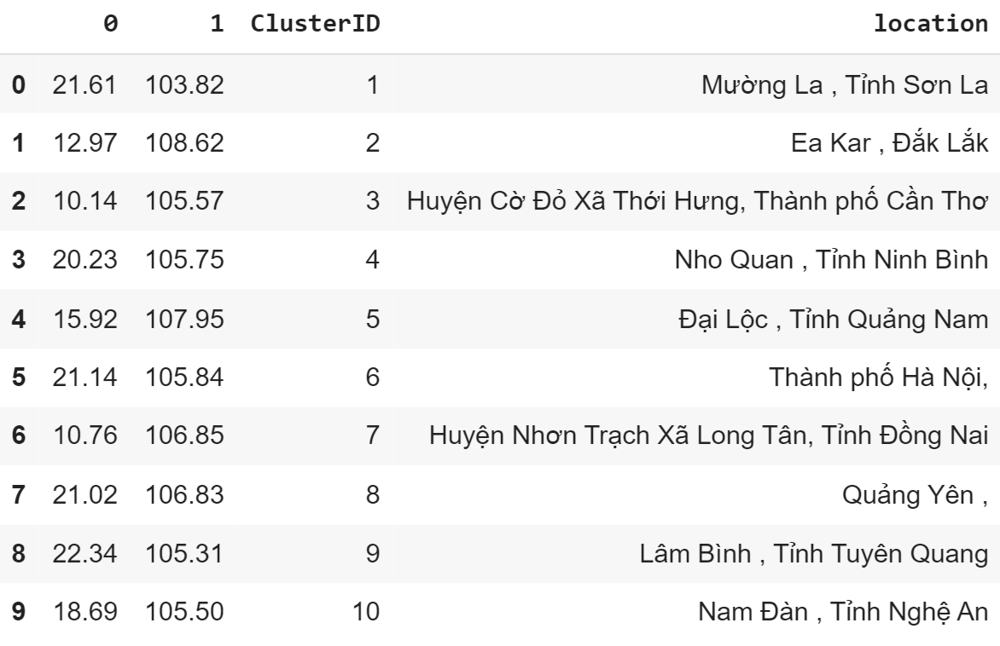 0 1 ClusterID location
0 21.61 103.82 1 Mường La , Tỉnh Sơn La
1 12.97 108.62 2 Ea Kar , Đắk Lắk
2 10.14 105.57 3 Huyện Cờ Đỏ Xã Thới Hưng, Thành phố Cần Thơ
3 20.23 105.75 4 Nho Quan , Tỉnh Ninh Bình
4 15.92 107.95 5 Đại Lộc , Tỉnh Quảng Nam
5 21.14 105.84 6 Thành phố Hà Nội,
6 10.76 106.85 7 Huyện Nhơn Trạch Xã Long Tân, Tỉnh Đồng Nai
7 21.02 106.83 8 Quảng Yên ,
8 22.34 105.31 9 Lâm Bình , Tỉnh Tuyên Quang
9 18.69 105.50 10 Nam Đàn , Tỉnh Nghệ An